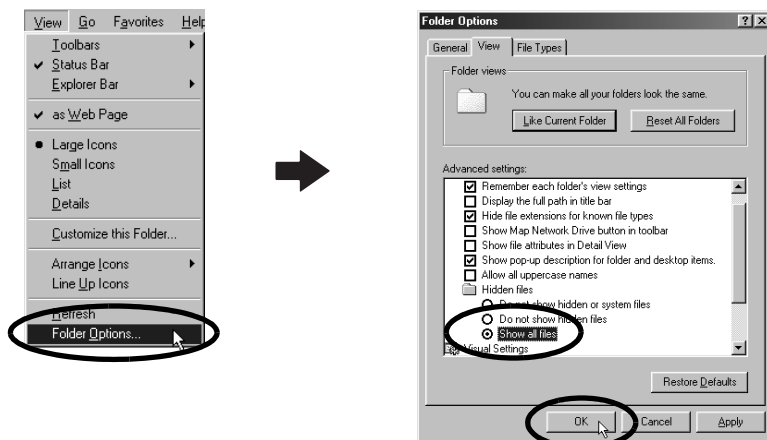 View Go Favorites Help
Toolbars
Status Bar
Explorer Bar
as Web Page
Large Icons
Small Icons
List
Details
Customize this Folder...
Arrange Icons
Line Up Icons
Refresh
Folder Options...
Folder Options
General View File Types
Folder views
You can make all your folders look the same.
Like Current Folder Reset All Folders
Advanced settings:
Remember each folder's view settings
Display the full path in title bar
Hide file extensions for known file types
Show Map Network Drive button in toolbar
Show file attributes in Detail View
Show pop-up description for folder and desktop items.
Allow all uppercase names
Hidden files
Do not show hidden or system files
Do not show hidden files
Show all files
Visual Settings
Restore Defaults
OK Cancel Apply